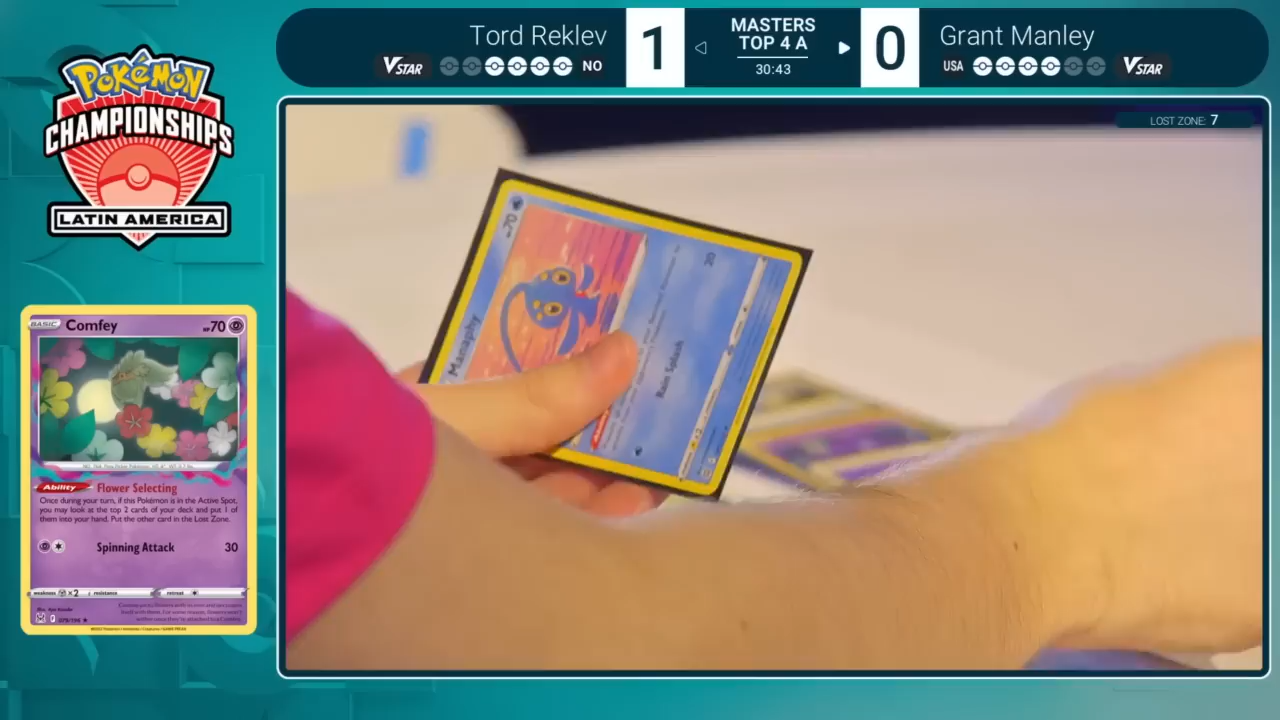 Pokémon
CHAMPIONSHIPS
LATIN AMERICA
Tord Reklev
VSTAR
NO
1
MASTERS
TOP 4 A
30:43
0
Grant Manley
USA
VSTAR
LOST ZONE: 7
BASIC
Comfey
HP70
Ability
Flower Selecting
Once during your turn, if this Pokémon is in the Active Spot,
you may look at the top 2 cards of your deck and put 1 of
them into your hand. Put the other card in the Lost Zone.
Spinning Attack
30
weakness
×2
resistance
retreat
079/196
Manaphy
HP70
Rain Splash
20